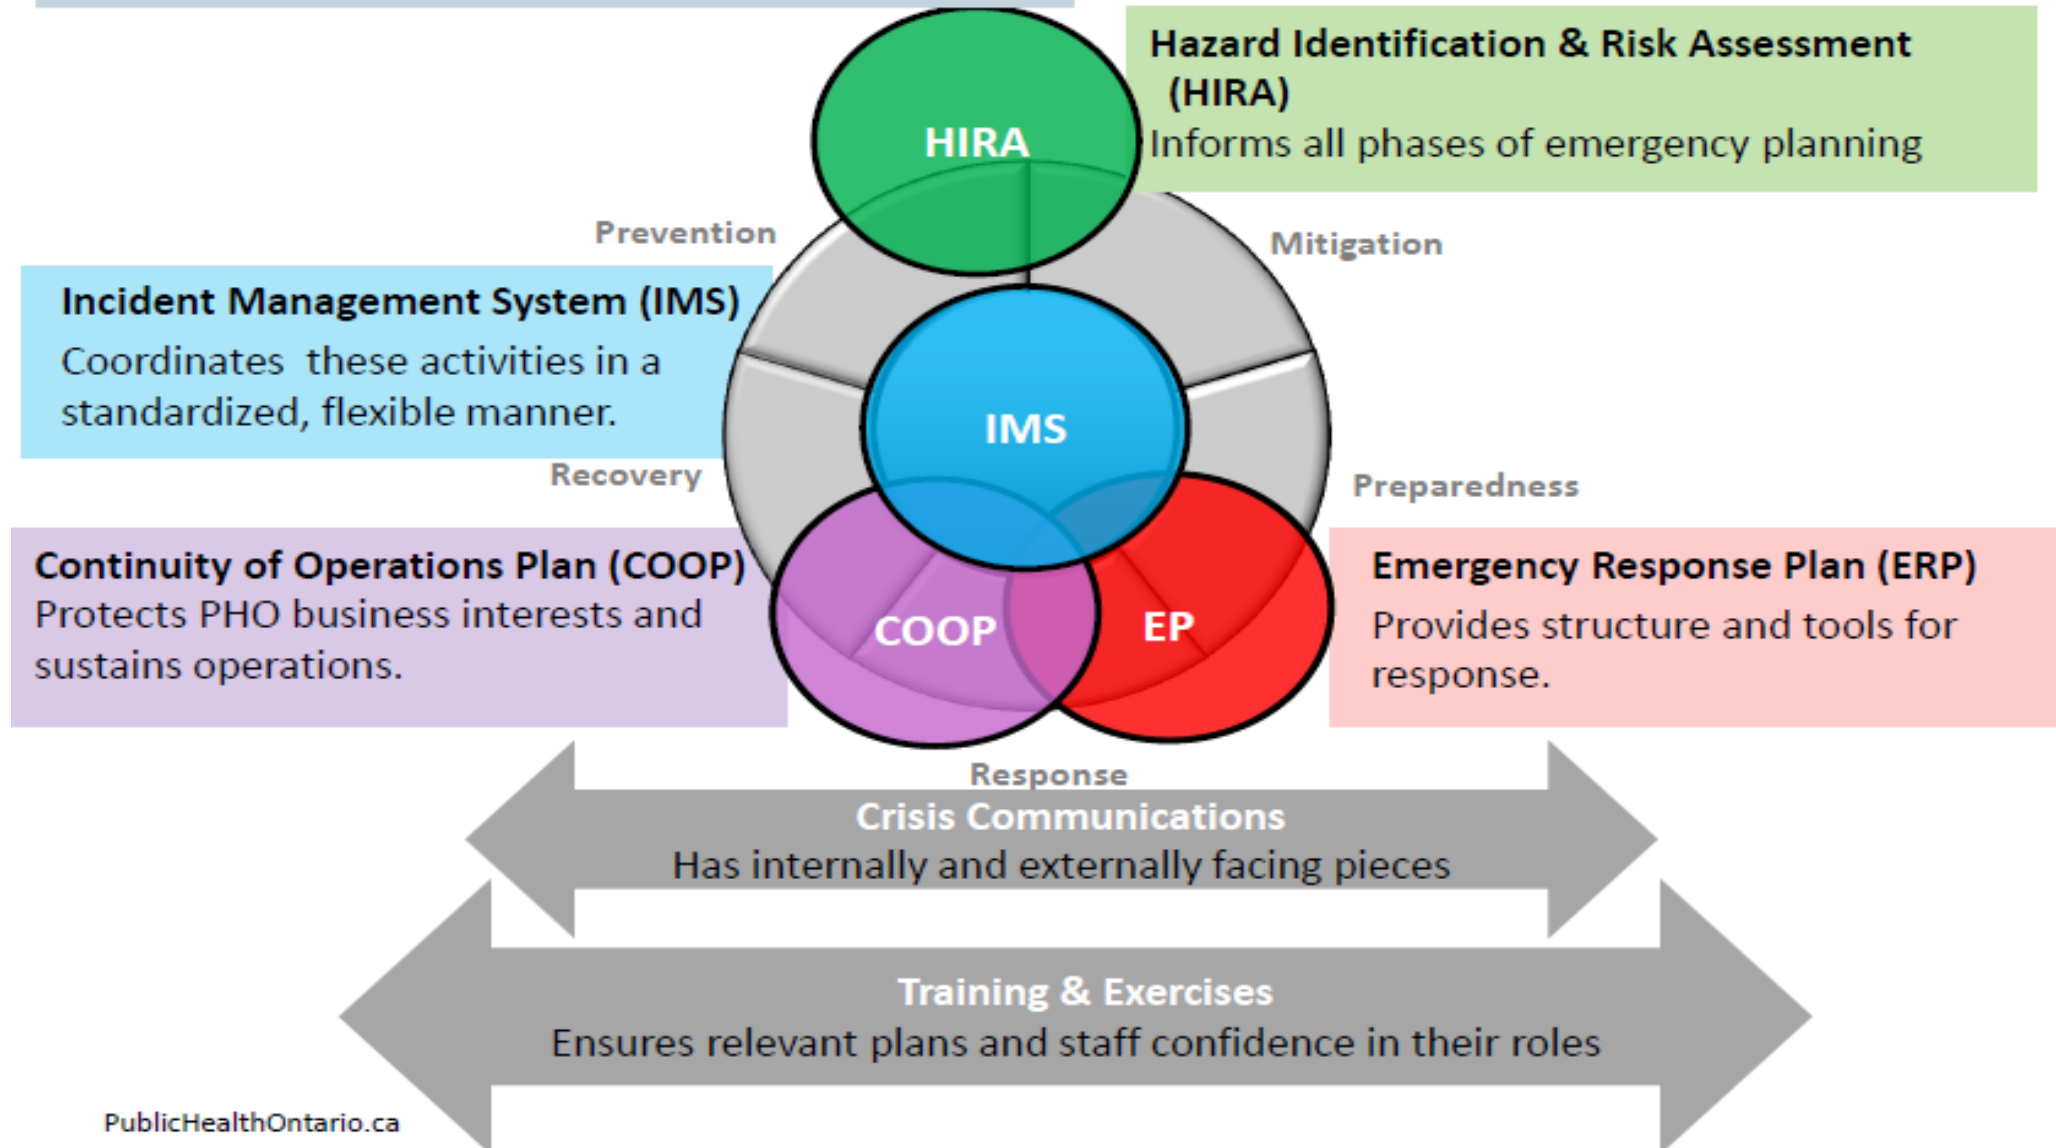 Hazard Identification & Risk Assessment
(HIRA)
Informs all phases of emergency planning
HIRA
Prevention
Mitigation
Incident Management System (IMS)
Coordinates these activities in a
standardized, flexible manner.
IMS
Recovery
Preparedness
Continuity of Operations Plan (COOP)
Protects PHO business interests and
sustains operations.
COOP
EP
Emergency Response Plan (ERP)
Provides structure and tools for
response.
Response
Crisis Communications
Has internally and externally facing pieces
Training & Exercises
Ensures relevant plans and staff confidence in their roles
PublicHealthOntario.ca